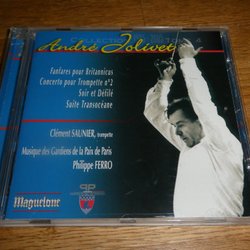 André Jolivet
Fanfares pour Britannicus
Concerto pour Trompette n°2
Soir et Défilé
Suite Transocéane
Clément SAUNIER, trompette
Musique des Gardiens de la Paix de Paris
Philippe FERRO
Maguelone